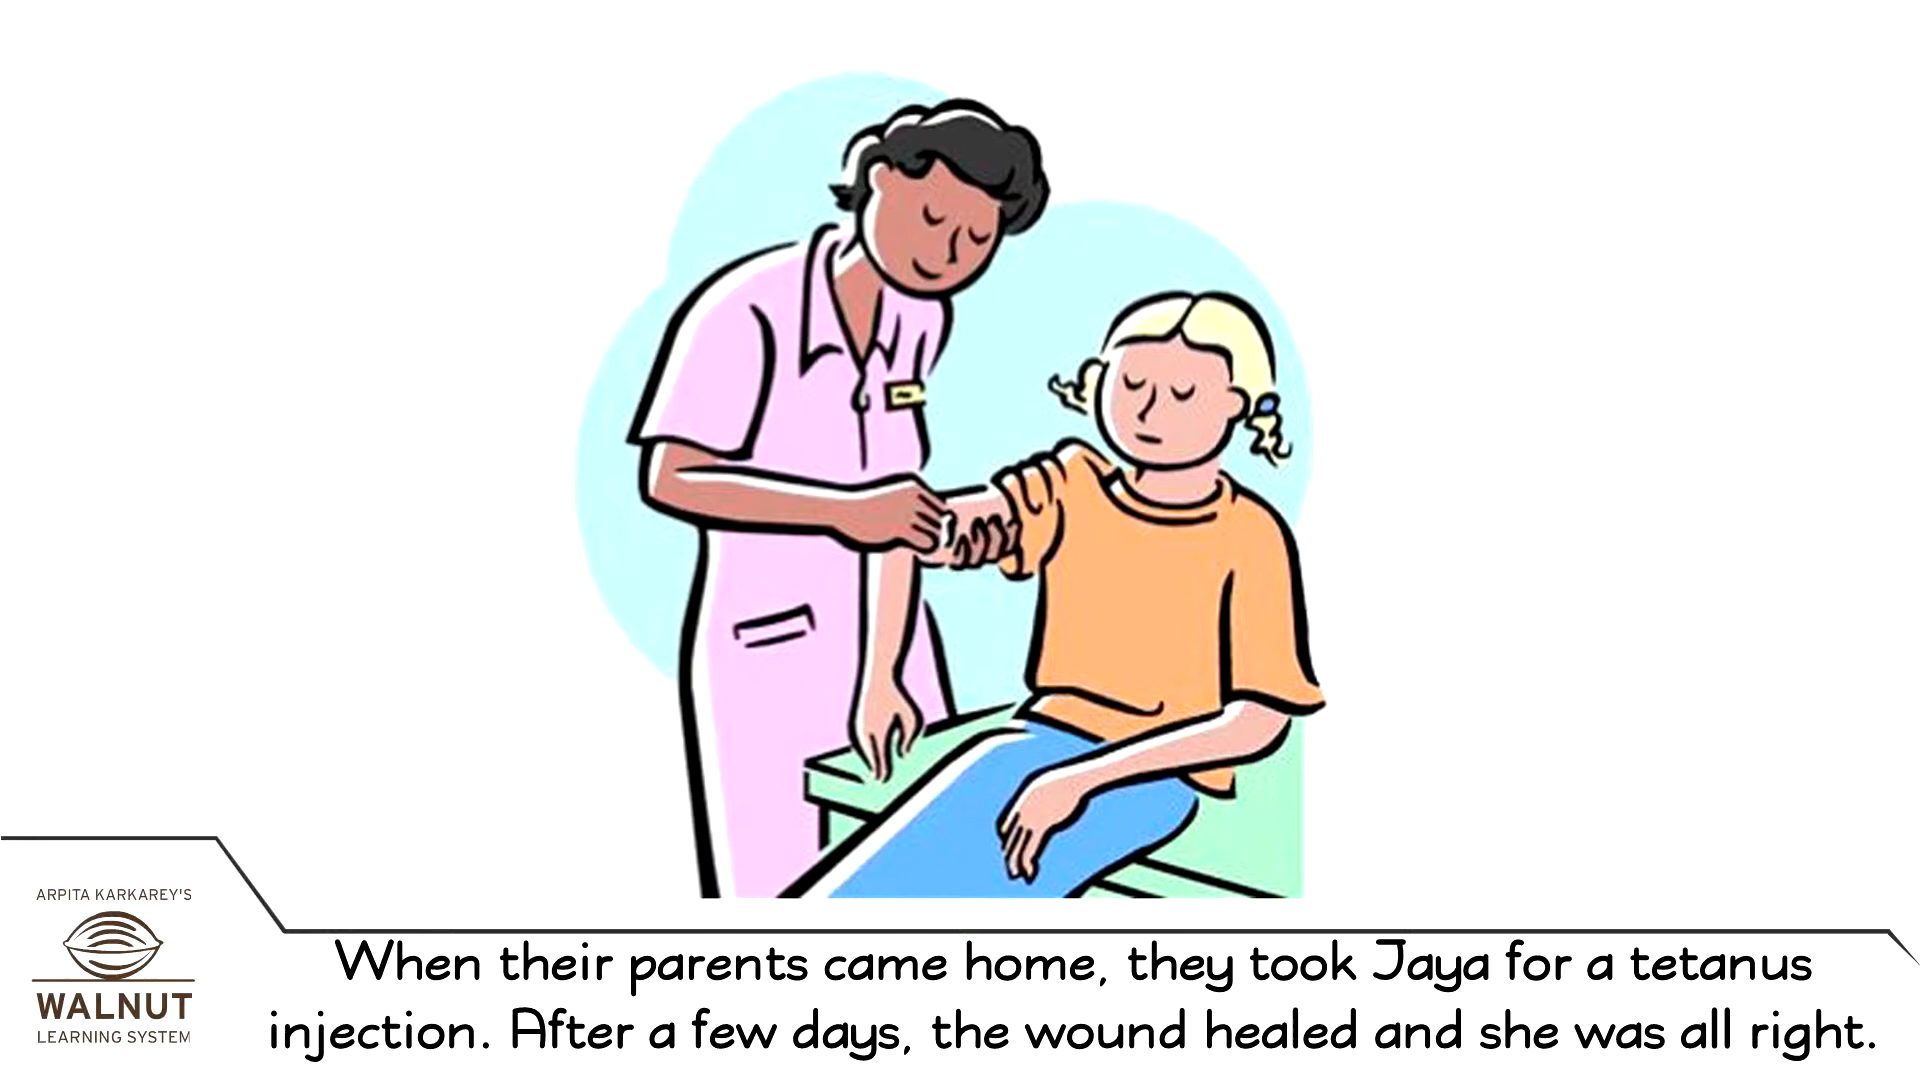 ARPITA KARKAREY'S
WALNUT
LEARNING SYSTEM
When their parents came home, they took Jaya for a tetanus
injection. After a few days, the wound healed and she was all right.